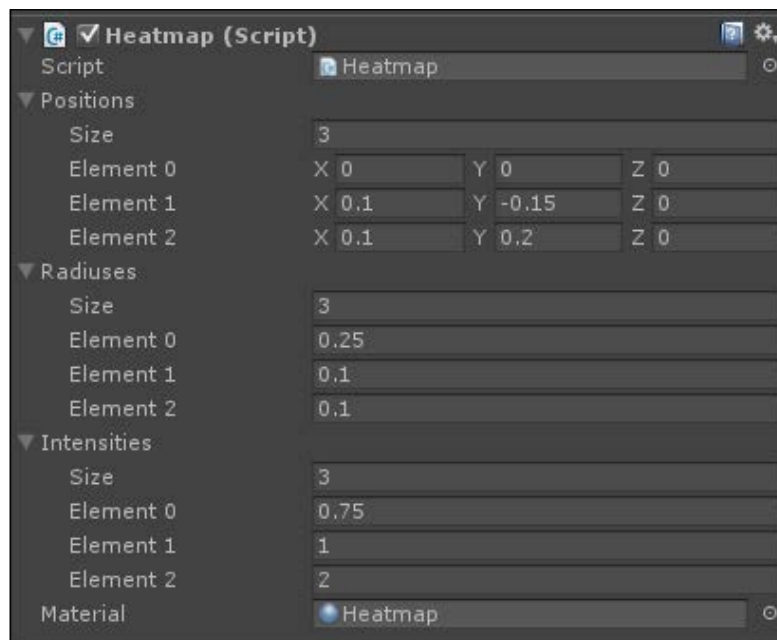 Heatmap (Script)
Script Heatmap
Positions
Size 3
Element 0 X 0 Y 0 Z 0
Element 1 X 0.1 Y -0.15 Z 0
Element 2 X 0.1 Y 0.2 Z 0
Radiuses
Size 3
Element 0 0.25
Element 1 0.1
Element 2 0.1
Intensities
Size 3
Element 0 0.75
Element 1 1
Element 2 2
Material Heatmap